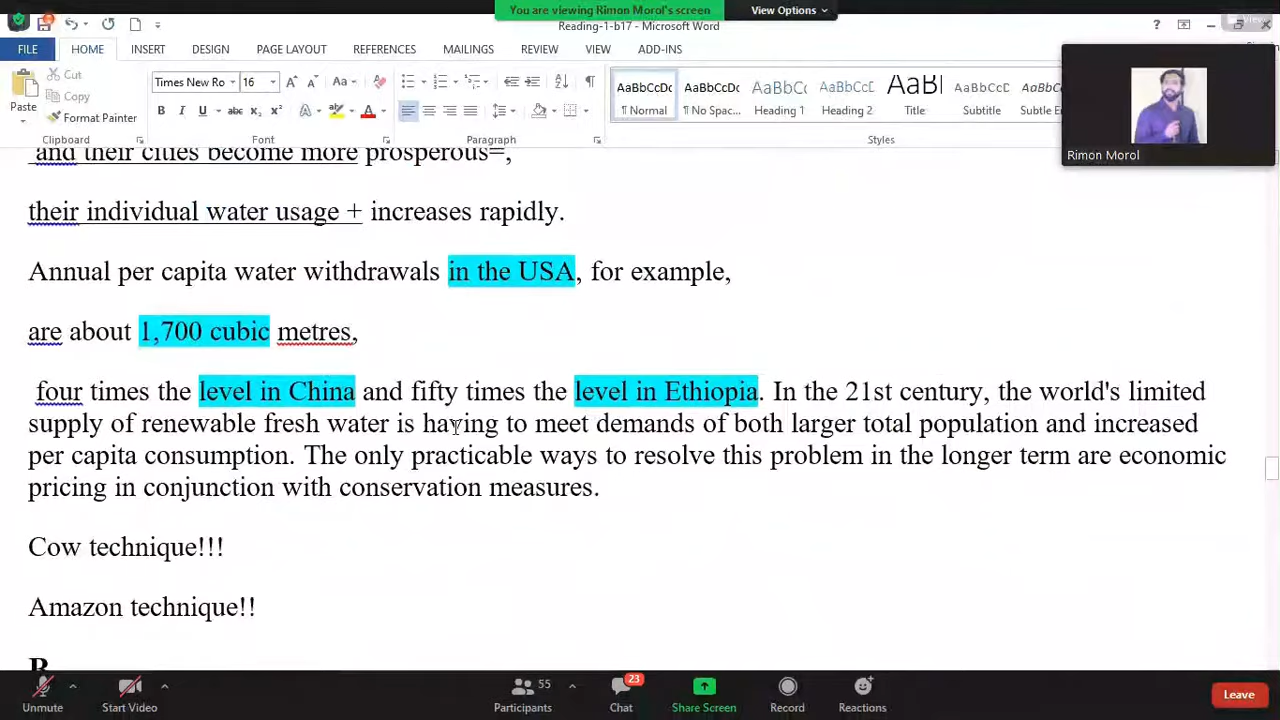 You are viewing Rimon Morol's screen
View Options
Reading-1-b17 - Microsoft Word
View
FILE
HOME
INSERT
DESIGN
PAGE LAYOUT
REFERENCES
MAILINGS
REVIEW
VIEW
ADD-INS
Paste
Cut
Copy
Format Painter
Times New Ro
16
Clipboard
Font
Paragraph
AaBbCcDc
¶ Normal
AaBbCcDc
¶ No Spac...
AaBbCc
Heading 1
AaBbCcD
Heading 2
AaBl
Title
AaBbCcD
Subtitle
AaBbCcDc
Subtle E
Styles
Rimon Morol
and their cities become more prosperous=,
their individual water usage + increases rapidly.
Annual per capita water withdrawals in the USA, for example,
are about 1,700 cubic metres,
four times the level in China and fifty times the level in Ethiopia. In the 21st century, the world's limited
supply of renewable fresh water is having to meet demands of both larger total population and increased
per capita consumption. The only practicable ways to resolve this problem in the longer term are economic
pricing in conjunction with conservation measures.
Cow technique!!!
Amazon technique!!
B
Unmute
Start Video
55
Participants
23
Chat
Share Screen
Record
Reactions
Leave